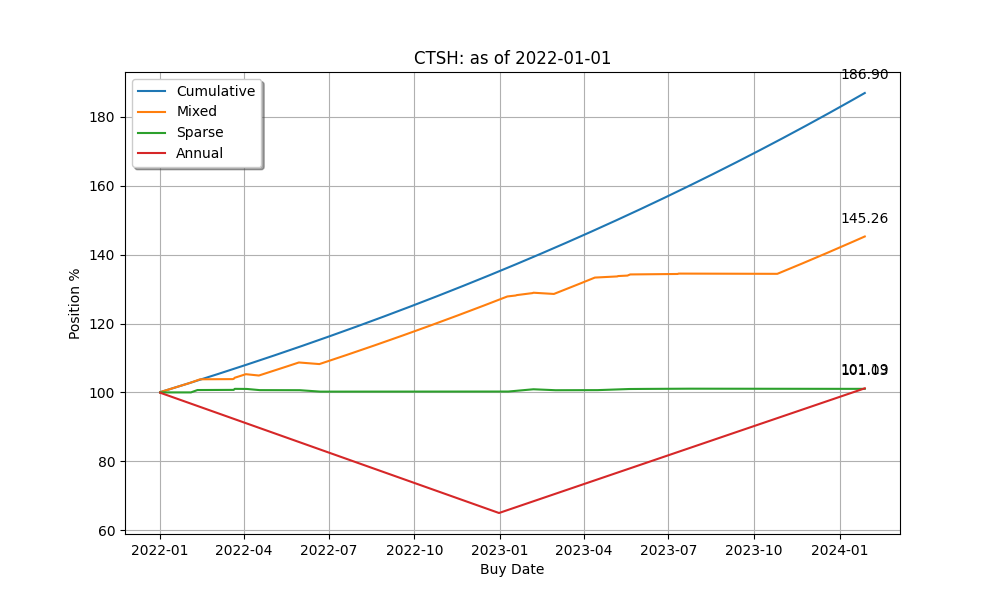 CTSH: as of 2022-01-01
Cumulative
Mixed
Sparse
Annual
186.90
145.26
180
160
140
120
100
80
60
Position %
2022-01 2022-04 2022-07 2022-10 2023-01 2023-04 2023-07 2023-10 2024-01
Buy Date